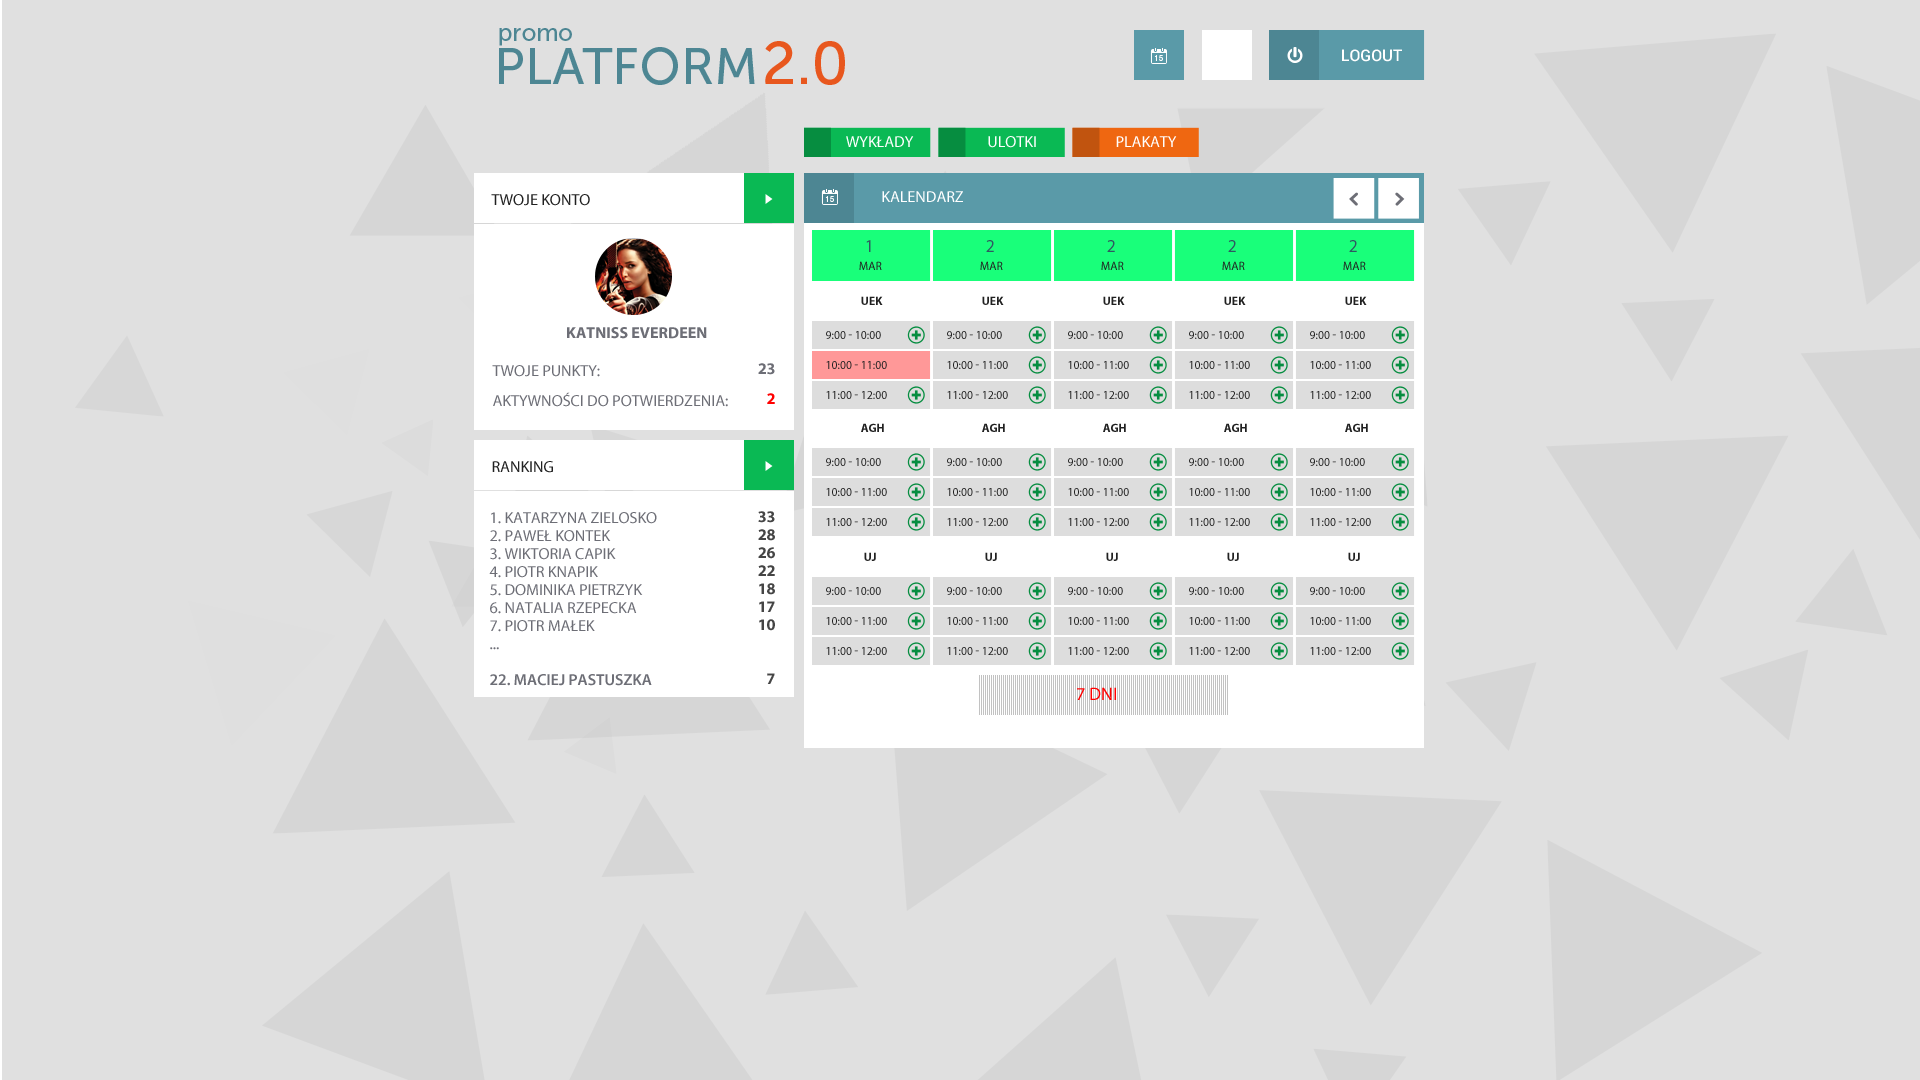 promo
PLATFORM 2.0
15
LOGOUT
WYKŁADY ULOTKI PLAKATY
TWOJE KONTO
KATNISS EVERDEEN
TWOJE PUNKTY: 23
AKTYWNOŚCI DO POTWIERDZENIA: 2
RANKING
1. KATARZYNA ZIELOSKO 33
2. PAWEŁ KONTEK 28
3. WIKTORIA CAPIK 26
4. PIOTR KNAPIK 22
5. DOMINIKA PIETRZYK 18
6. NATALIA RZEPECKA 17
7. PIOTR MAŁEK 10
...
22. MACIEJ PASTUSZKA 7
15 KALENDARZ
1 2 2 2 2
MAR MAR MAR MAR MAR
UEK UEK UEK UEK UEK
9:00 - 10:00 9:00 - 10:00 9:00 - 10:00 9:00 - 10:00 9:00 - 10:00
10:00 - 11:00 10:00 - 11:00 10:00 - 11:00 10:00 - 11:00 10:00 - 11:00
11:00 - 12:00 11:00 - 12:00 11:00 - 12:00 11:00 - 12:00 11:00 - 12:00
AGH AGH AGH AGH AGH
9:00 - 10:00 9:00 - 10:00 9:00 - 10:00 9:00 - 10:00 9:00 - 10:00
10:00 - 11:00 10:00 - 11:00 10:00 - 11:00 10:00 - 11:00 10:00 - 11:00
11:00 - 12:00 11:00 - 12:00 11:00 - 12:00 11:00 - 12:00 11:00 - 12:00
UJ UJ UJ UJ UJ
9:00 - 10:00 9:00 - 10:00 9:00 - 10:00 9:00 - 10:00 9:00 - 10:00
10:00 - 11:00 10:00 - 11:00 10:00 - 11:00 10:00 - 11:00 10:00 - 11:00
11:00 - 12:00 11:00 - 12:00 11:00 - 12:00 11:00 - 12:00 11:00 - 12:00
7 DNI